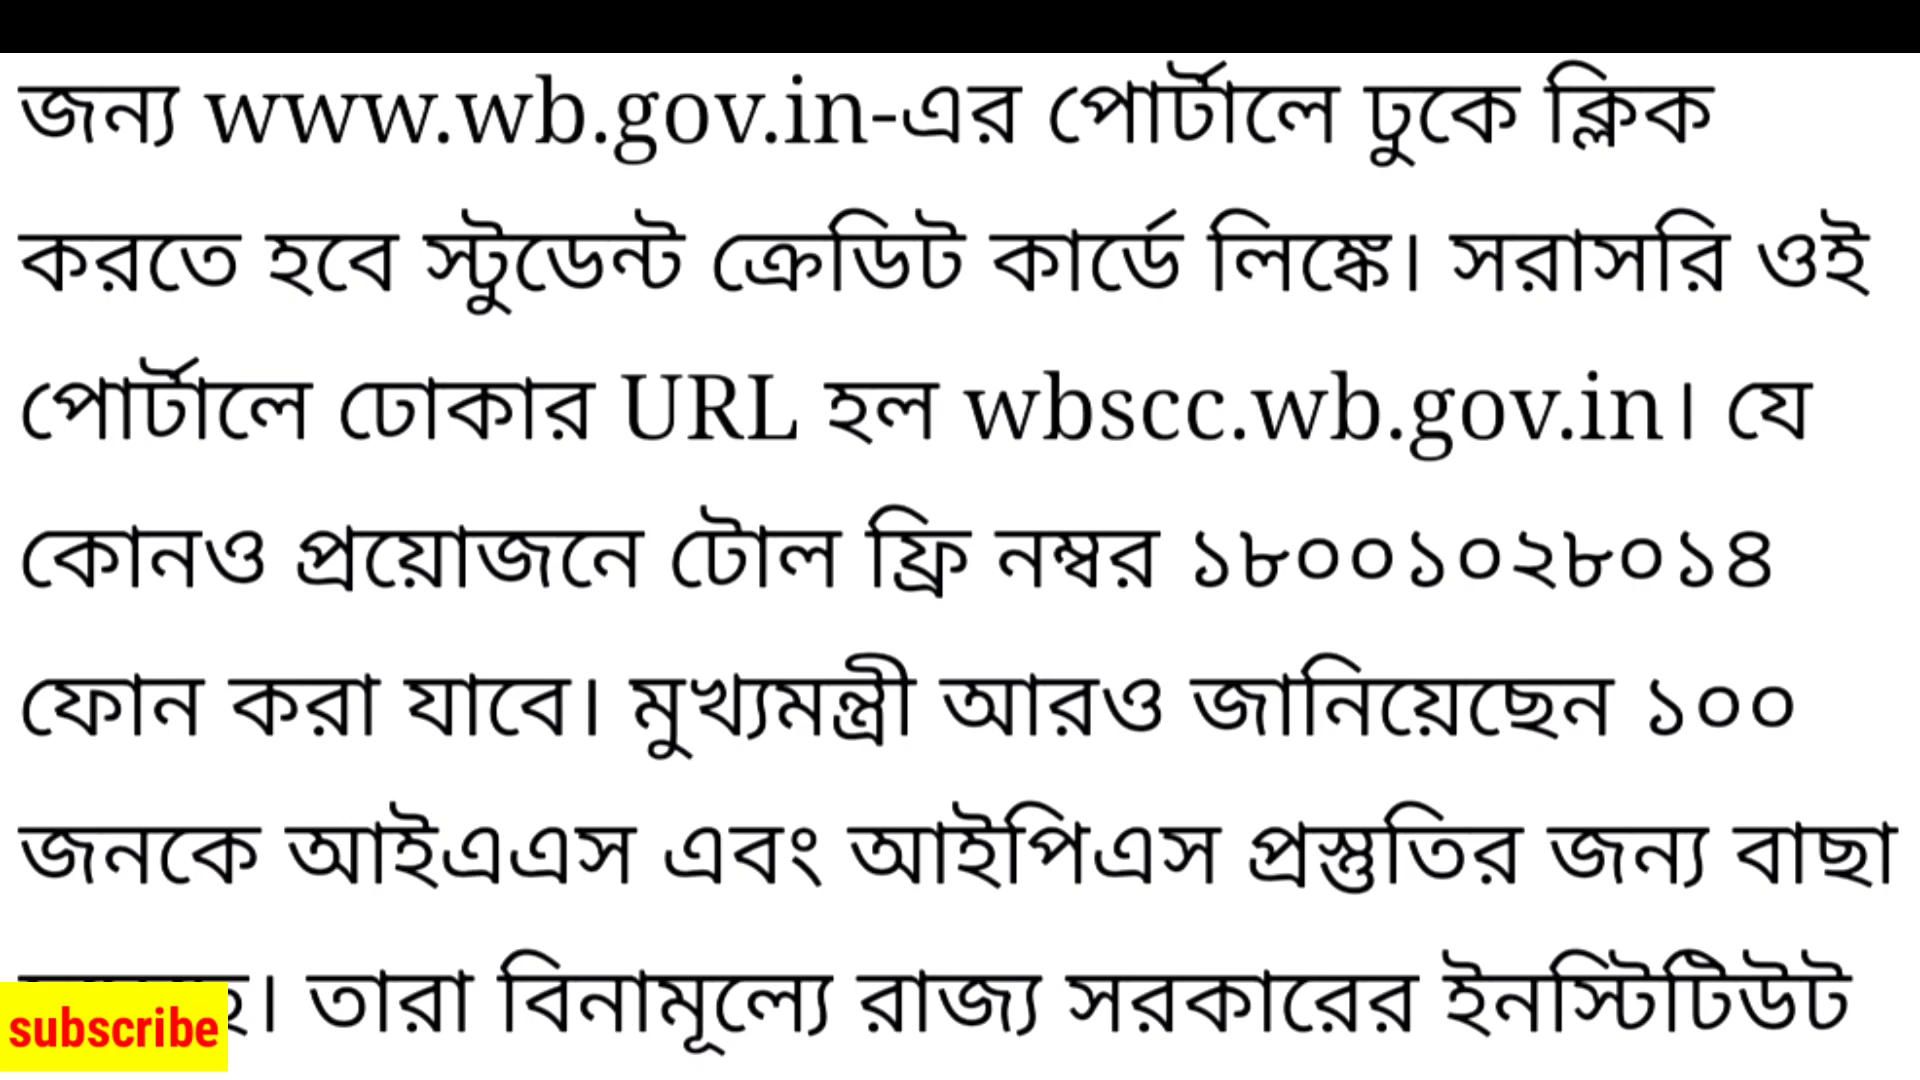 জন্য www.wb.gov.in-এর পোর্টালে ঢুকে ক্লিক
করতে হবে স্টুডেন্ট ক্রেডিট কার্ডে লিঙ্কে। সরাসরি ওই
পোর্টালে ঢোকার URL হল wbscc.wb.gov.in। যে
কোনও প্রয়োজনে টোল ফ্রি নম্বর ১৮০০১০২৮০১৪
ফোন করা যাবে। মুখ্যমন্ত্রী আরও জানিয়েছেন ১০০
জনকে আইএএস এবং আইপিএস প্রস্তুতির জন্য বাছা
। তারা বিনামূল্যে রাজ্য সরকারের ইনস্টিটিউট
subscribe